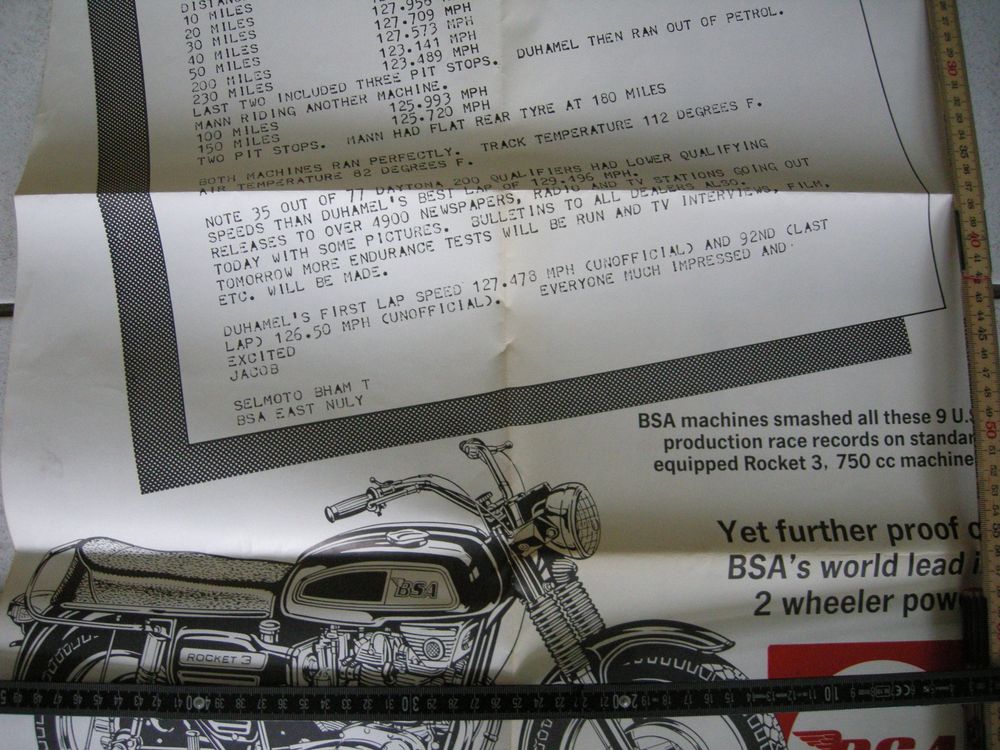 DISTANCE
10 MILES 127.958 MPH
20 MILES 127.709 MPH
30 MILES 127.573 MPH
40 MILES 123.141 MPH
50 MILES 123.489 MPH
200 MILES
230 MILES
LAST TWO INCLUDED THREE PIT STOPS. DUHAMEL THEN RAN OUT OF PETROL.
MANN RIDING ANOTHER MACHINE.
100 MILES 125.993 MPH
150 MILES 125.720 MPH
TWO PIT STOPS. MANN HAD FLAT REAR TYRE AT 180 MILES
BOTH MACHINES RAN PERFECTLY. TRACK TEMPERATURE 112 DEGREES F.
AIR TEMPERATURE 82 DEGREES F.
NOTE 35 OUT OF 77 DAYTONA 200 QUALIFIERS HAD LOWER QUALIFYING
SPEEDS THAN DUHAMEL'S BEST LAP OF 129.496 MPH.
RELEASES TO OVER 4900 NEWSPAPERS, RADIO AND TV STATIONS GOING OUT
TODAY WITH SOME PICTURES. BULLETINS TO ALL DEALERS ALSO.
TOMORROW MORE ENDURANCE TESTS WILL BE RUN AND TV INTERVIEWS, FILM,
ETC. WILL BE MADE.
DUHAMEL'S FIRST LAP SPEED 127.478 MPH (UNOFFICIAL) AND 92ND (LAST
LAP) 126.50 MPH (UNOFFICIAL). EVERYONE MUCH IMPRESSED AND
EXCITED
JACOB
SELMOTO BHAM T
BSA EAST NULY
BSA machines smashed all these 9 U.S
production race records on standar
equipped Rocket 3, 750 cc machine
Yet further proof o
BSA's world lead i
2 wheeler pow
BSA
ROCKET 3
BSA